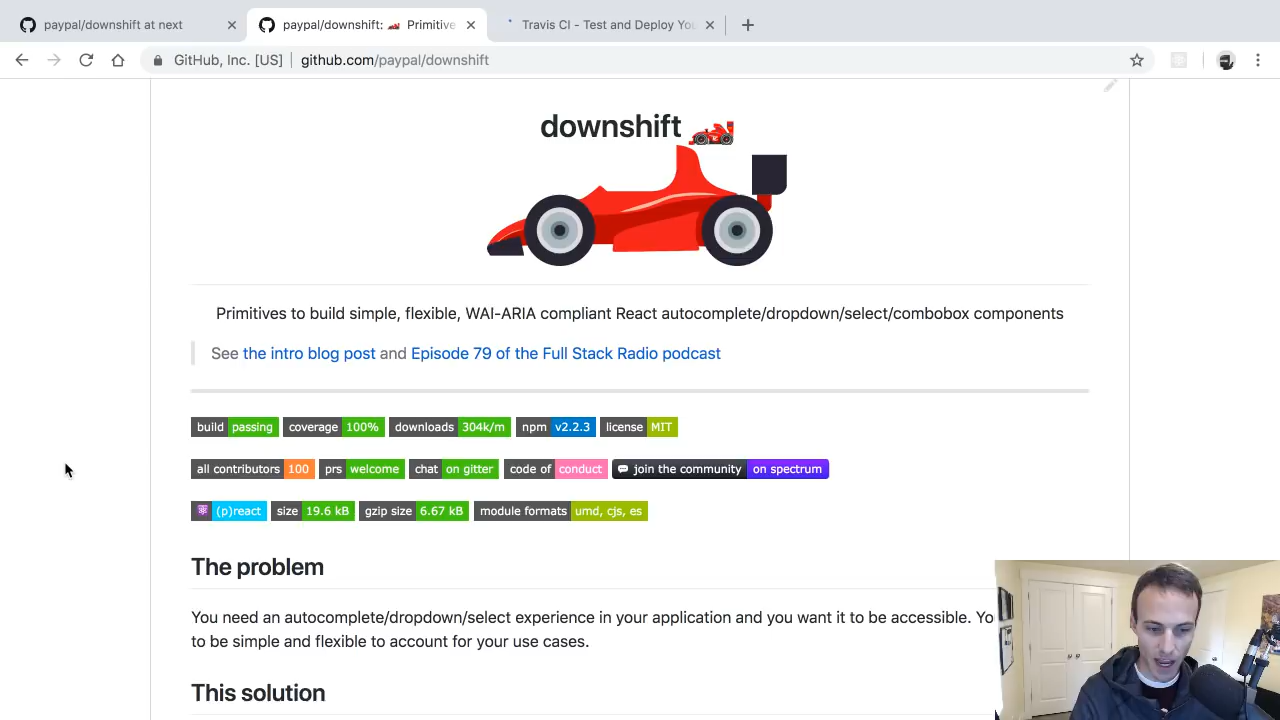 paypal/downshift at next
paypal/downshift: 🏎 Primitive
Travis CI - Test and Deploy You
GitHub, Inc. [US]
github.com/paypal/downshift
downshift
Primitives to build simple, flexible, WAI-ARIA compliant React autocomplete/dropdown/select/combobox components
See the intro blog post and Episode 79 of the Full Stack Radio podcast
build passing coverage 100% downloads 304k/m npm v2.2.3 license MIT
all contributors 100 prs welcome chat on gitter code of conduct join the community on spectrum
(p)react size 19.6 kB gzip size 6.67 kB module formats umd, cjs, es
The problem
You need an autocomplete/dropdown/select experience in your application and you want it to be accessible. Yo
to be simple and flexible to account for your use cases.
This solution